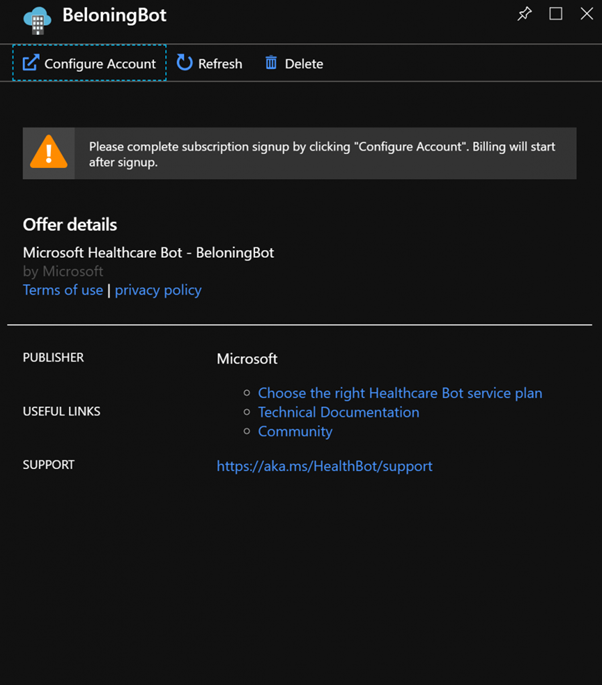 BeloningBot
Configure Account Refresh Delete
Please complete subscription signup by clicking "Configure Account". Billing will start
after signup.
Offer details
Microsoft Healthcare Bot - BeloningBot
by Microsoft
Terms of use | privacy policy
PUBLISHER Microsoft
Choose the right Healthcare Bot service plan
USEFUL LINKS Technical Documentation
Community
SUPPORT https://aka.ms/HealthBot/support